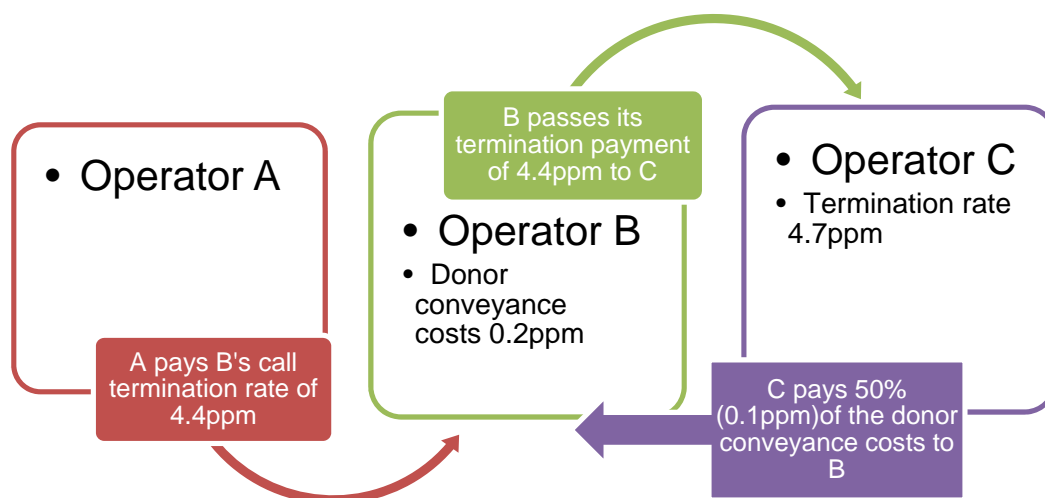 • Operator A
A pays B's call
termination rate of
4.4ppm
B passes its
termination payment
of 4.4ppm to C
• Operator B
• Donor
conveyance
costs 0.2ppm
• Operator C
• Termination rate
4.7ppm
C pays 50%
(0.1ppm)of the donor
conveyance costs to
B